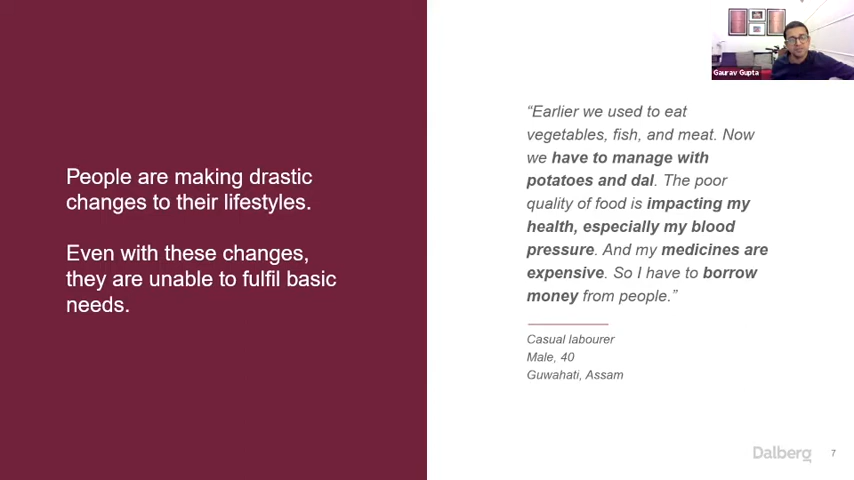 People are making drastic
changes to their lifestyles.
Even with these changes,
they are unable to fulfil basic
needs.
Gaurav Gupta
“Earlier we used to eat
vegetables, fish, and meat. Now
we have to manage with
potatoes and dal. The poor
quality of food is impacting my
health, especially my blood
pressure. And my medicines are
expensive. So I have to borrow
money from people.”
Casual labourer
Male, 40
Guwahati, Assam
Dalberg
7